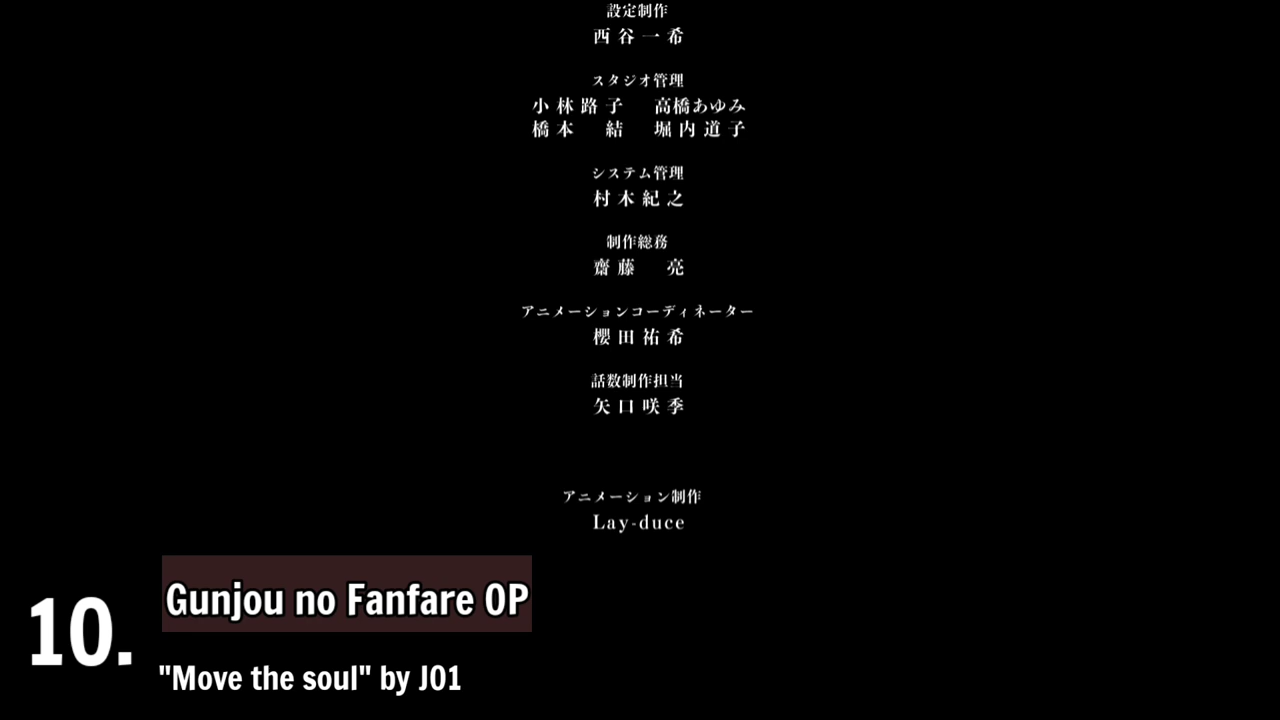 設定制作
西谷一希
スタジオ管理
小林路子 高橋あゆみ
橋本 結 堀内道子
システム管理
村木紀之
制作総務
齋藤 亮
アニメーションコーディネーター
櫻田祐希
話数制作担当
矢口咲季
アニメーション制作
Lay-duce
10.
Gunjou no Fanfare OP
"Move the soul" by JO1